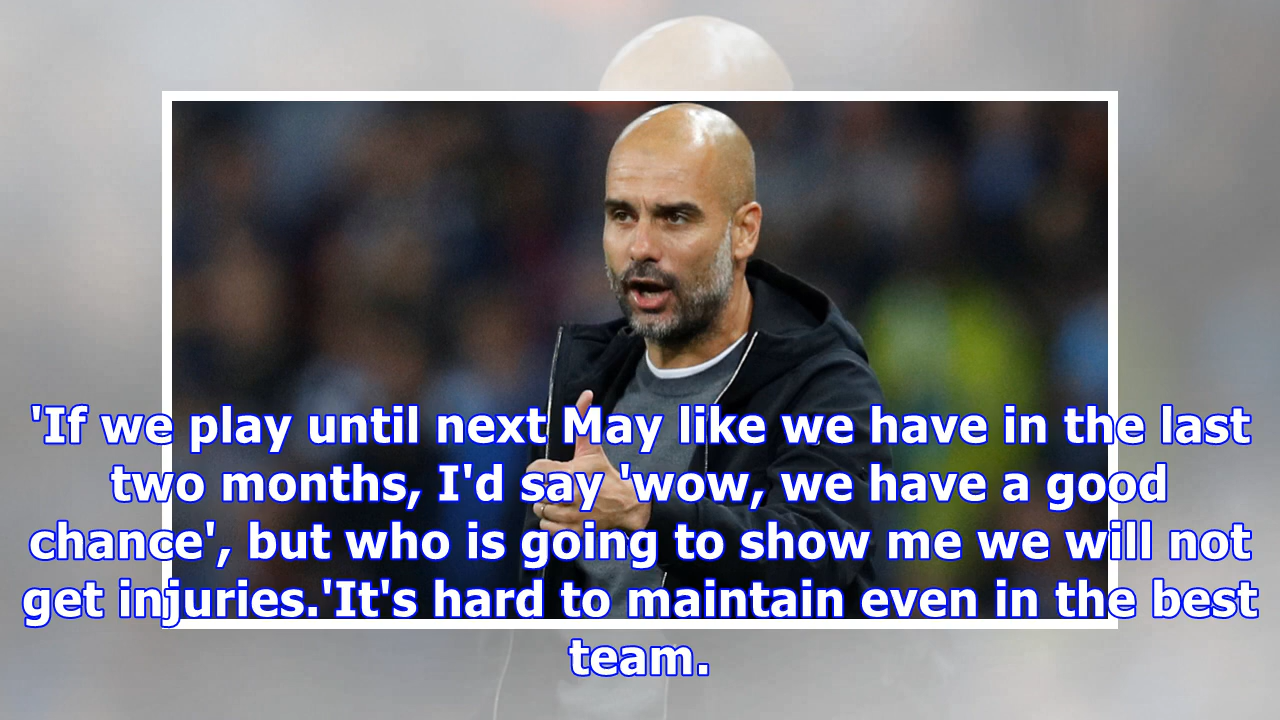 'If we play until next May like we have in the last
two months, I'd say 'wow, we have a good
chance', but who is going to show me we will not
get injuries.'It's hard to maintain even in the best
team.